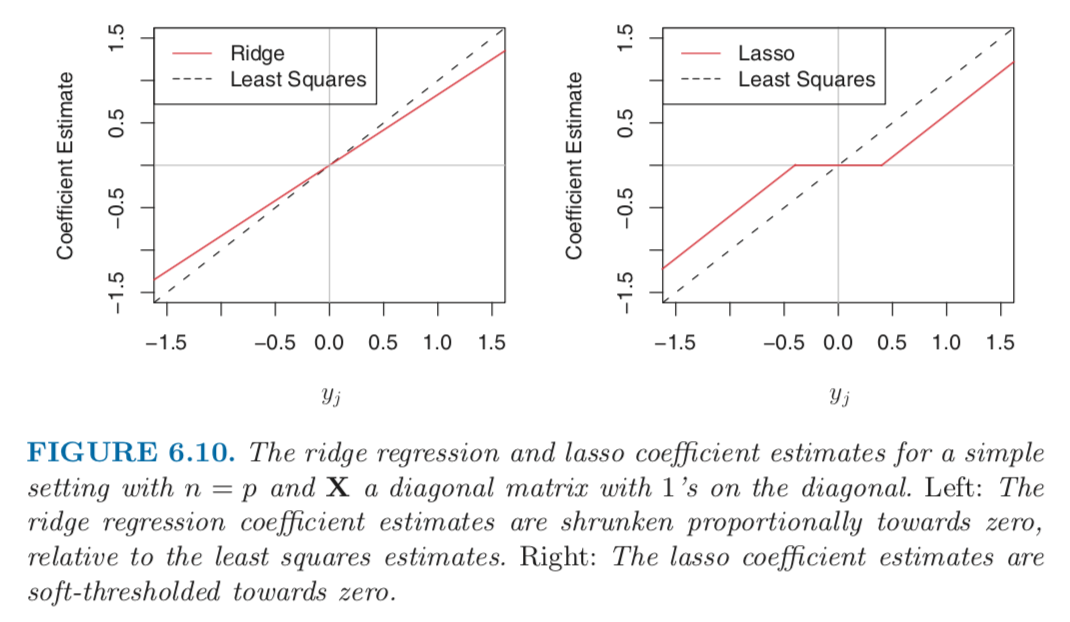 Coefficient Estimate
1.5
0.5
−0.5
−1.5
Ridge
Least Squares
−1.5 −0.5 0.0 0.5 1.0 1.5
yj
Coefficient Estimate
1.5
0.5
−0.5
−1.5
Lasso
Least Squares
−1.5 −0.5 0.0 0.5 1.0 1.5
yj
FIGURE 6.10. The ridge regression and lasso coefficient estimates for a simple
setting with n = p and X a diagonal matrix with 1’s on the diagonal. Left: The
ridge regression coefficient estimates are shrunken proportionally towards zero,
relative to the least squares estimates. Right: The lasso coefficient estimates are
soft-thresholded towards zero.